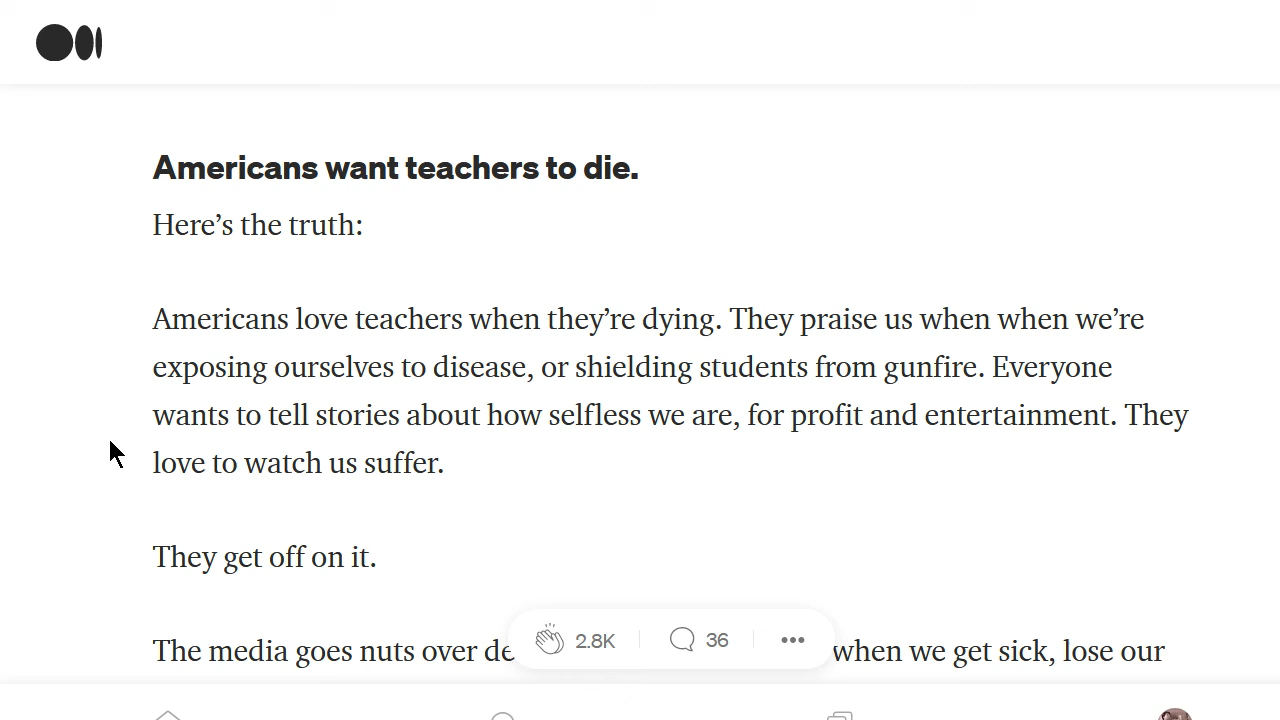 Americans want teachers to die.
Here’s the truth:
Americans love teachers when they’re dying. They praise us when when we’re
exposing ourselves to disease, or shielding students from gunfire. Everyone
wants to tell stories about how selfless we are, for profit and entertainment. They
love to watch us suffer.
They get off on it.
The media goes nuts over when we get sick, lose our
2.8K 36